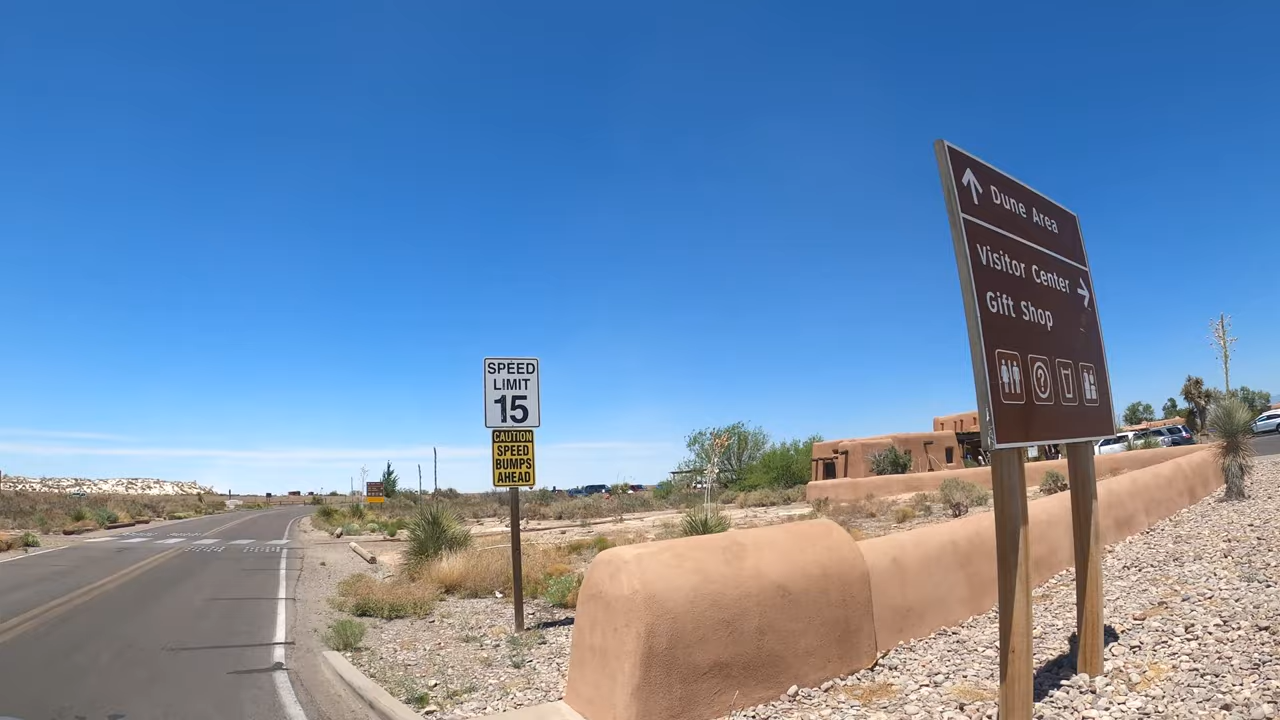 SPEED
LIMIT
15
CAUTION
SPEED
BUMPS
AHEAD
Dune Area
Visitor Center
Gift Shop
?